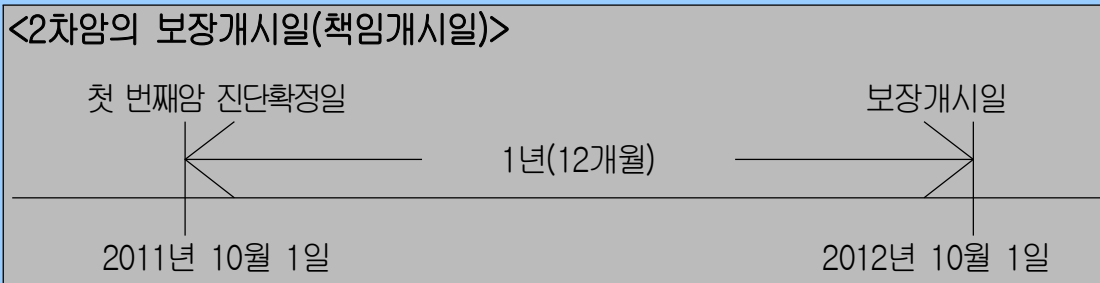 <2차암의 보장개시일(책임개시일)>
첫 번째암 진단확정일 보장개시일
1년(12개월)
2011년 10월 1일 2012년 10월 1일